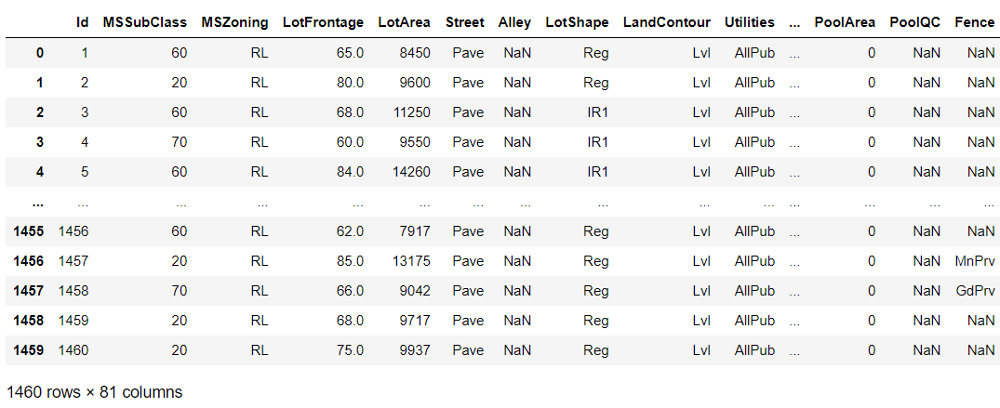 Id MSSubClass MSZoning LotFrontage LotArea Street Alley LotShape LandContour Utilities ... PoolArea PoolQC Fence
0 1 60 RL 65.0 8450 Pave NaN Reg Lvl AllPub ... 0 NaN NaN
1 2 20 RL 80.0 9600 Pave NaN Reg Lvl AllPub ... 0 NaN NaN
2 3 60 RL 68.0 11250 Pave NaN IR1 Lvl AllPub ... 0 NaN NaN
3 4 70 RL 60.0 9550 Pave NaN IR1 Lvl AllPub ... 0 NaN NaN
4 5 60 RL 84.0 14260 Pave NaN IR1 Lvl AllPub ... 0 NaN NaN
... ... ... ... ... ... ... ... ... ... ... ... ... ... ...
1455 1456 60 RL 62.0 7917 Pave NaN Reg Lvl AllPub ... 0 NaN NaN
1456 1457 20 RL 85.0 13175 Pave NaN Reg Lvl AllPub ... 0 NaN MnPrv
1457 1458 70 RL 66.0 9042 Pave NaN Reg Lvl AllPub ... 0 NaN GdPrv
1458 1459 20 RL 68.0 9717 Pave NaN Reg Lvl AllPub ... 0 NaN NaN
1459 1460 20 RL 75.0 9937 Pave NaN Reg Lvl AllPub ... 0 NaN NaN
1460 rows × 81 columns